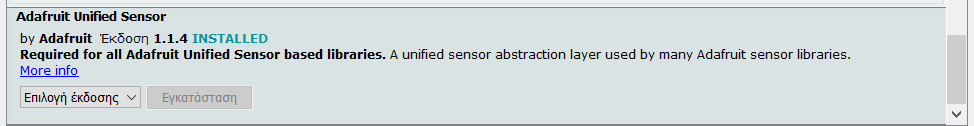 Adafruit Unified Sensor
by Adafruit Έκδοση 1.1.4 INSTALLED
Required for all Adafruit Unified Sensor based libraries. A unified sensor abstraction layer used by many Adafruit sensor libraries.
More info
Επιλογή έκδοσης Εγκατάσταση